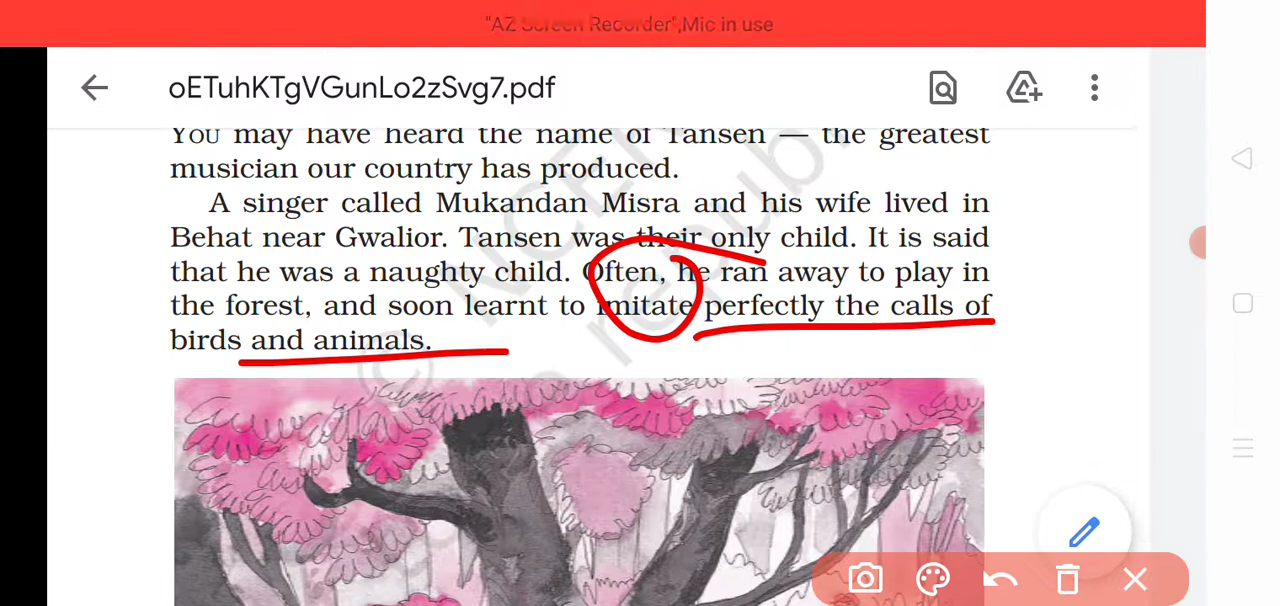 "AZ Screen Recorder",Mic in use
oETuhKTgVGunLo2zSvg7.pdf
YOU may have heard the name of Tansen — the greatest
musician our country has produced.
A singer called Mukandan Misra and his wife lived in
Behat near Gwalior. Tansen was their only child. It is said
that he was a naughty child. Often, he ran away to play in
the forest, and soon learnt to imitate perfectly the calls of
birds and animals.